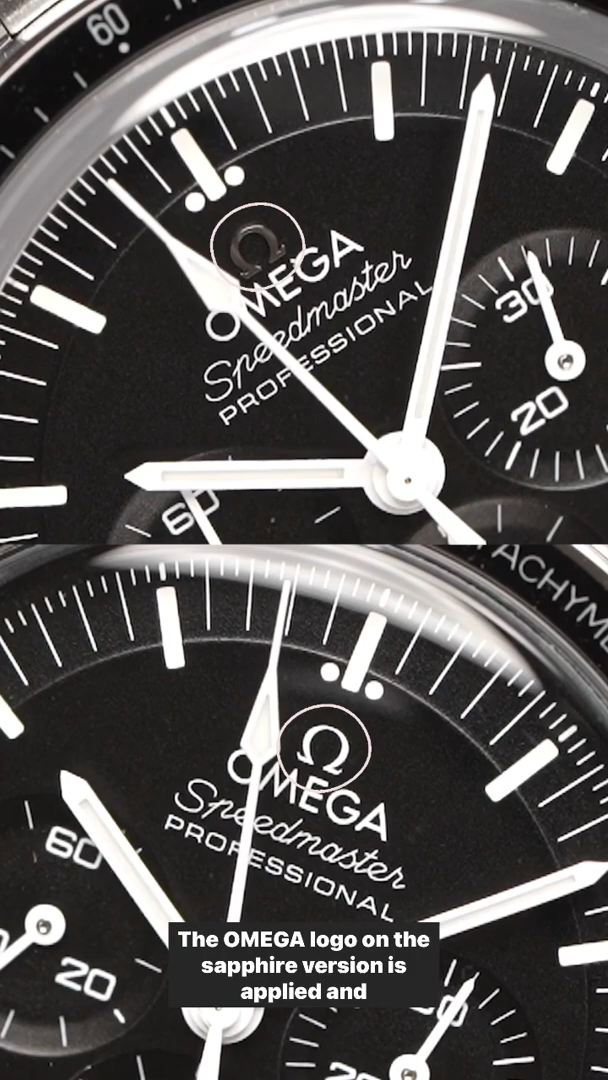 60
Ω
OMEGA
Speedmaster
PROFESSIONAL
30
20
60
TACHYME
Ω
OMEGA
Speedmaster
PROFESSIONAL
60
20
The OMEGA logo on the
sapphire version is
applied and